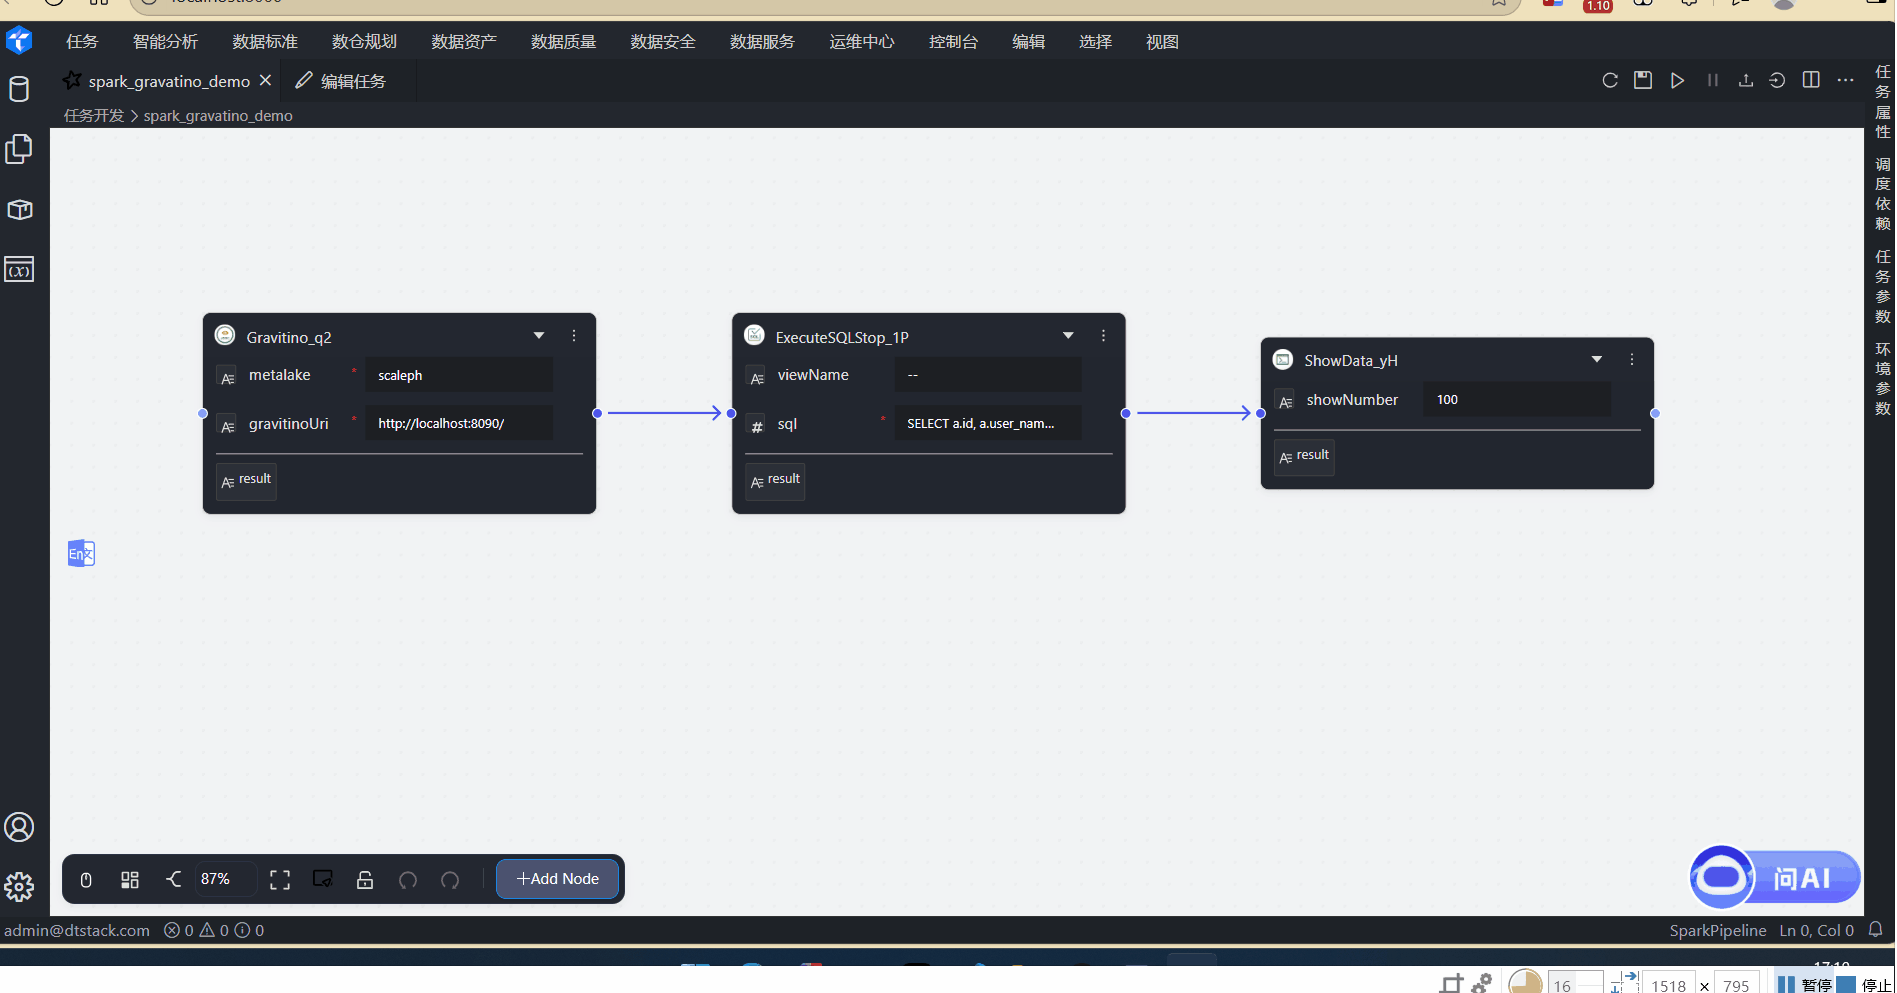 1.10
任务 智能分析 数据标准 数仓规划 数据资产 数据质量 数据安全 数据服务 运维中心 控制台 编辑 选择 视图
spark_gravatino_demo
编辑任务
任务开发 > spark_gravatino_demo
任务属性
调度依赖
任务参数
环境参数
Gravitino_q2
metalake * scaleph
gravitinoUri * http://localhost:8090/
result
ExecuteSQLStop_1P
viewName --
sql * SELECT a.id, a.user_nam...
result
ShowData_yH
showNumber 100
result
En文
87%
+Add Node
问AI
admin@dtstack.com 0 0 0
SparkPipeline Ln 0, Col 0
16 1518 × 795 暂停 停止